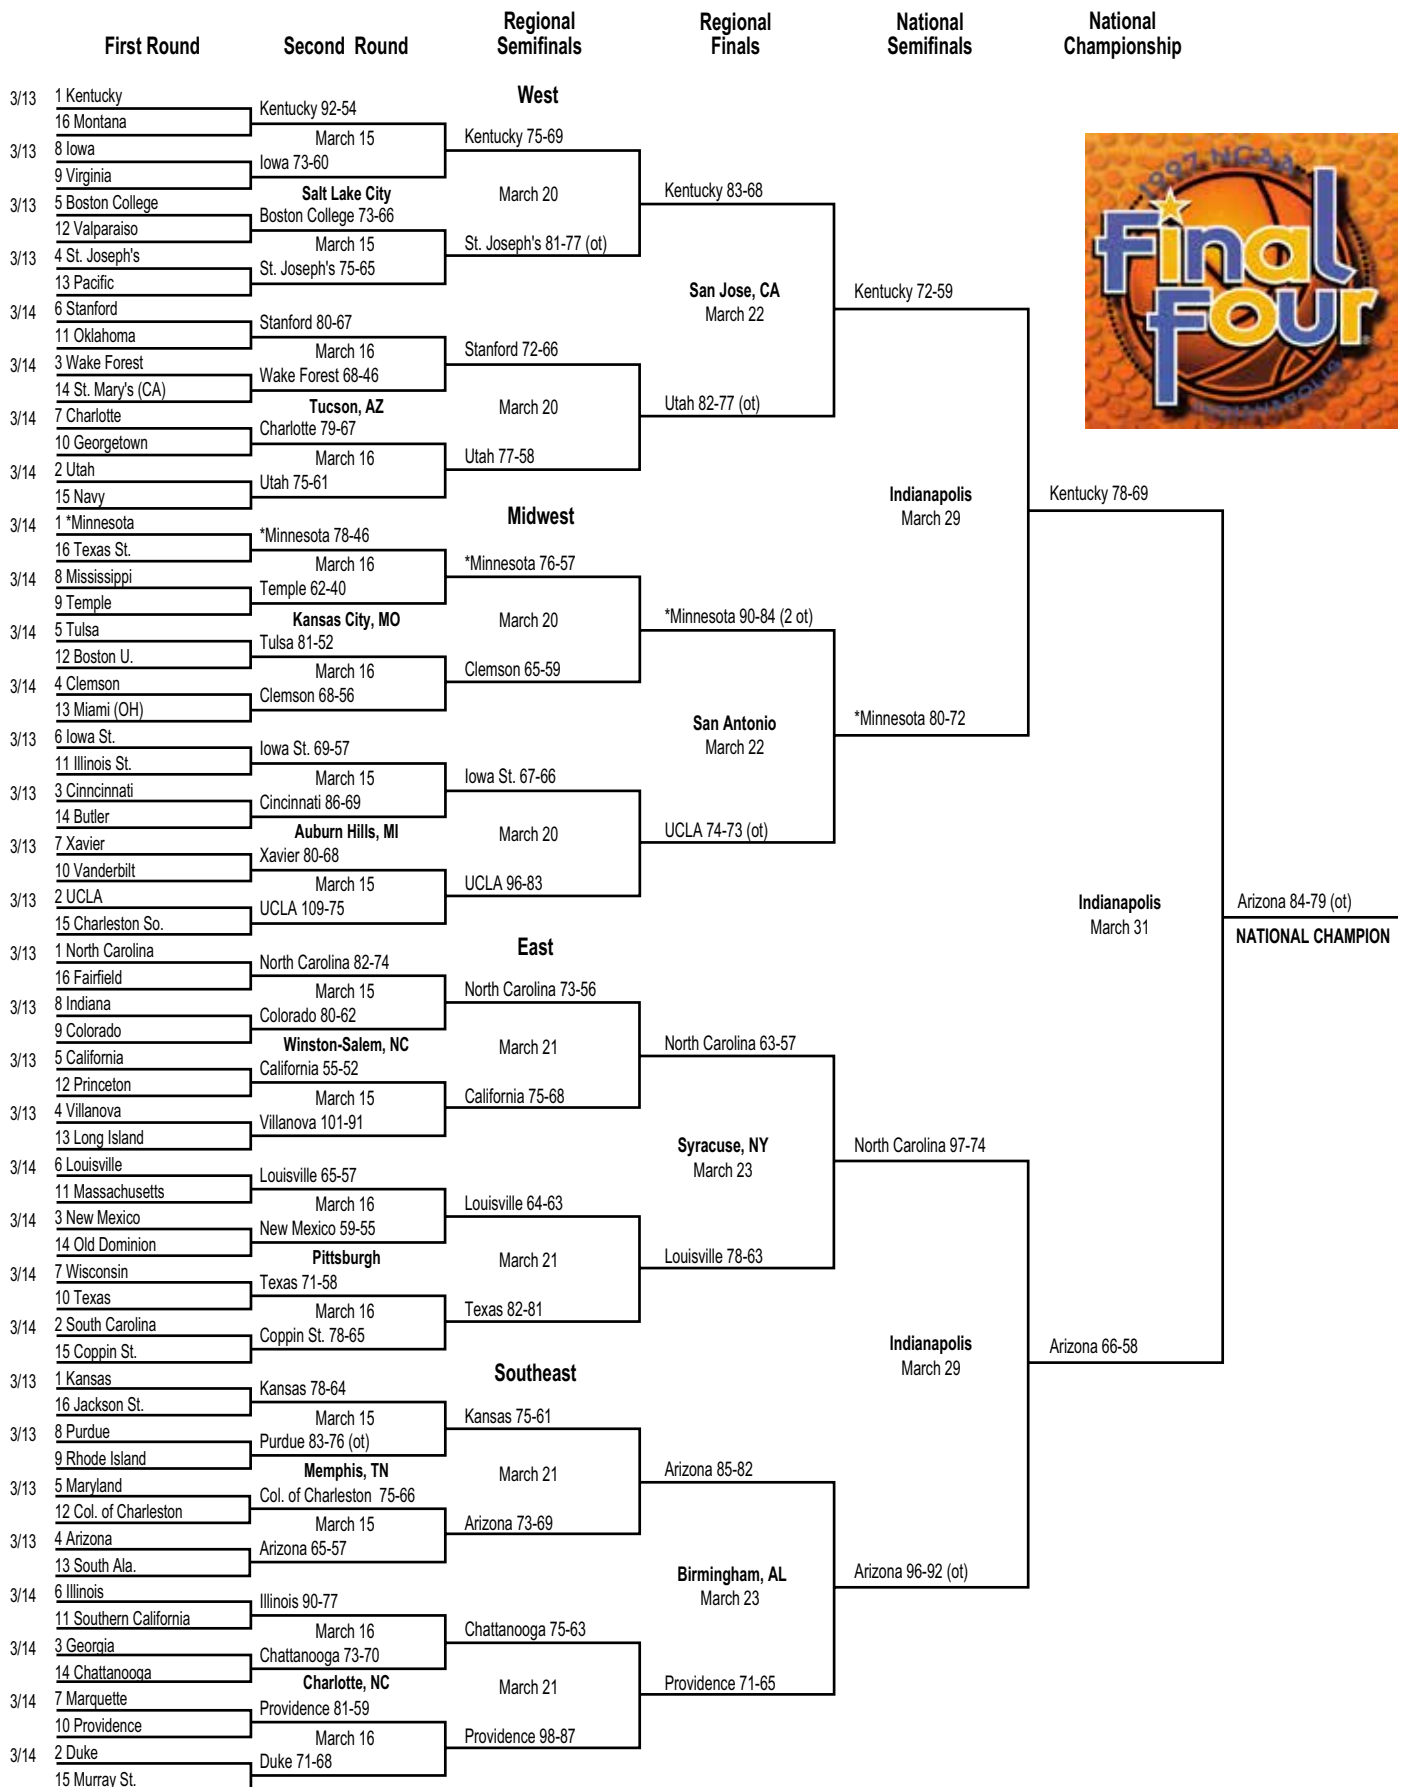 Regional Semifinals
Regional Finals
National Semifinals
National Championship
First Round
Second Round
West
3/13
1 Kentucky
16 Montana
Kentucky 92-54
March 15
3/13
8 Iowa
9 Virginia
Iowa 73-60
Kentucky 75-69
Salt Lake City
3/13
5 Boston College
12 Valparaiso
Boston College 73-66
March 15
3/13
4 St. Joseph's
13 Pacific
St. Joseph's 75-65
March 20
St. Joseph's 81-77 (ot)
Kentucky 83-68
3/14
6 Stanford
11 Oklahoma
Stanford 80-67
March 16
3/14
3 Wake Forest
14 St. Mary's (CA)
Wake Forest 68-46
Stanford 72-66
Tucson, AZ
3/14
7 Charlotte
10 Georgetown
Charlotte 79-67
March 16
3/14
2 Utah
15 Navy
Utah 75-61
March 20
Utah 77-58
San Jose, CA
March 22
Utah 82-77 (ot)
Kentucky 72-59
1997 NCAA
Final
Four
®
INDIANAPOLIS
Midwest
3/14
1 *Minnesota
16 Texas St.
*Minnesota 78-46
March 16
3/14
8 Mississippi
9 Temple
Temple 62-40
*Minnesota 76-57
Kansas City, MO
3/14
5 Tulsa
12 Boston U.
Tulsa 81-52
March 16
3/14
4 Clemson
13 Miami (OH)
Clemson 68-56
March 20
Clemson 65-59
*Minnesota 90-84 (2 ot)
3/13
6 Iowa St.
11 Illinois St.
Iowa St. 69-57
March 15
3/13
3 Cinncinnati
14 Butler
Cincinnati 86-69
Iowa St. 67-66
Auburn Hills, MI
3/13
7 Xavier
10 Vanderbilt
Xavier 80-68
March 15
3/13
2 UCLA
15 Charleston So.
UCLA 109-75
March 20
UCLA 96-83
San Antonio
March 22
UCLA 74-73 (ot)
*Minnesota 80-72
Indianapolis
March 29
Kentucky 78-69
East
3/13
1 North Carolina
16 Fairfield
North Carolina 82-74
March 15
3/13
8 Indiana
9 Colorado
Colorado 80-62
North Carolina 73-56
Winston-Salem, NC
3/13
5 California
12 Princeton
California 55-52
March 15
3/13
4 Villanova
13 Long Island
Villanova 101-91
March 21
California 75-68
North Carolina 63-57
3/14
6 Louisville
11 Massachusetts
Louisville 65-57
March 16
3/14
3 New Mexico
14 Old Dominion
New Mexico 59-55
Louisville 64-63
Pittsburgh
3/14
7 Wisconsin
10 Texas
Texas 71-58
March 16
3/14
2 South Carolina
15 Coppin St.
Coppin St. 78-65
March 21
Texas 82-81
Syracuse, NY
March 23
Louisville 78-63
North Carolina 97-74
Southeast
3/13
1 Kansas
16 Jackson St.
Kansas 78-64
March 15
3/13
8 Purdue
9 Rhode Island
Purdue 83-76 (ot)
Kansas 75-61
Memphis, TN
3/13
5 Maryland
12 Col. of Charleston
Col. of Charleston 75-66
March 15
3/13
4 Arizona
13 South Ala.
Arizona 65-57
March 21
Arizona 73-69
Arizona 85-82
3/14
6 Illinois
11 Southern California
Illinois 90-77
March 16
3/14
3 Georgia
14 Chattanooga
Chattanooga 73-70
Chattanooga 75-63
Charlotte, NC
3/14
7 Marquette
10 Providence
Providence 81-59
March 16
3/14
2 Duke
15 Murray St.
Duke 71-68
March 21
Providence 98-87
Birmingham, AL
March 23
Providence 71-65
Arizona 96-92 (ot)
Indianapolis
March 29
Arizona 66-58
Indianapolis
March 31
Arizona 84-79 (ot)
NATIONAL CHAMPION